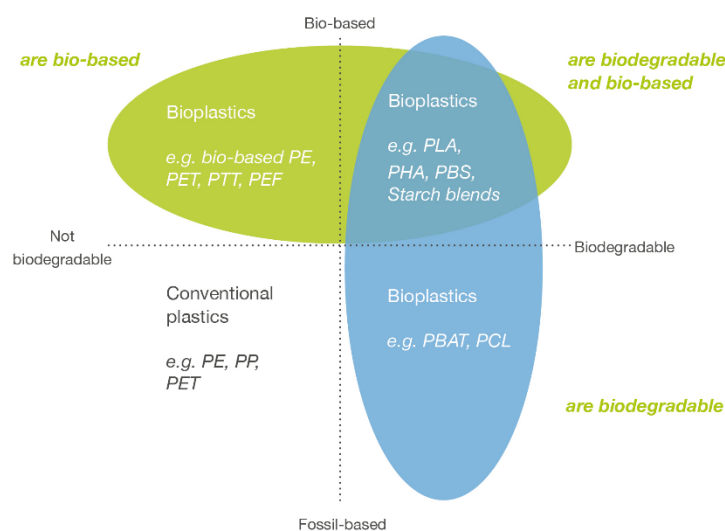 Bio-based
are bio-based
are biodegradable
and bio-based
Bioplastics
e.g. bio-based PE,
PET, PTT, PEF
Bioplastics
e.g. PLA,
PHA, PBS,
Starch blends
Not
biodegradable
Biodegradable
Conventional
plastics
e.g. PE, PP,
PET
Bioplastics
e.g. PBAT, PCL
are biodegradable
Fossil-based